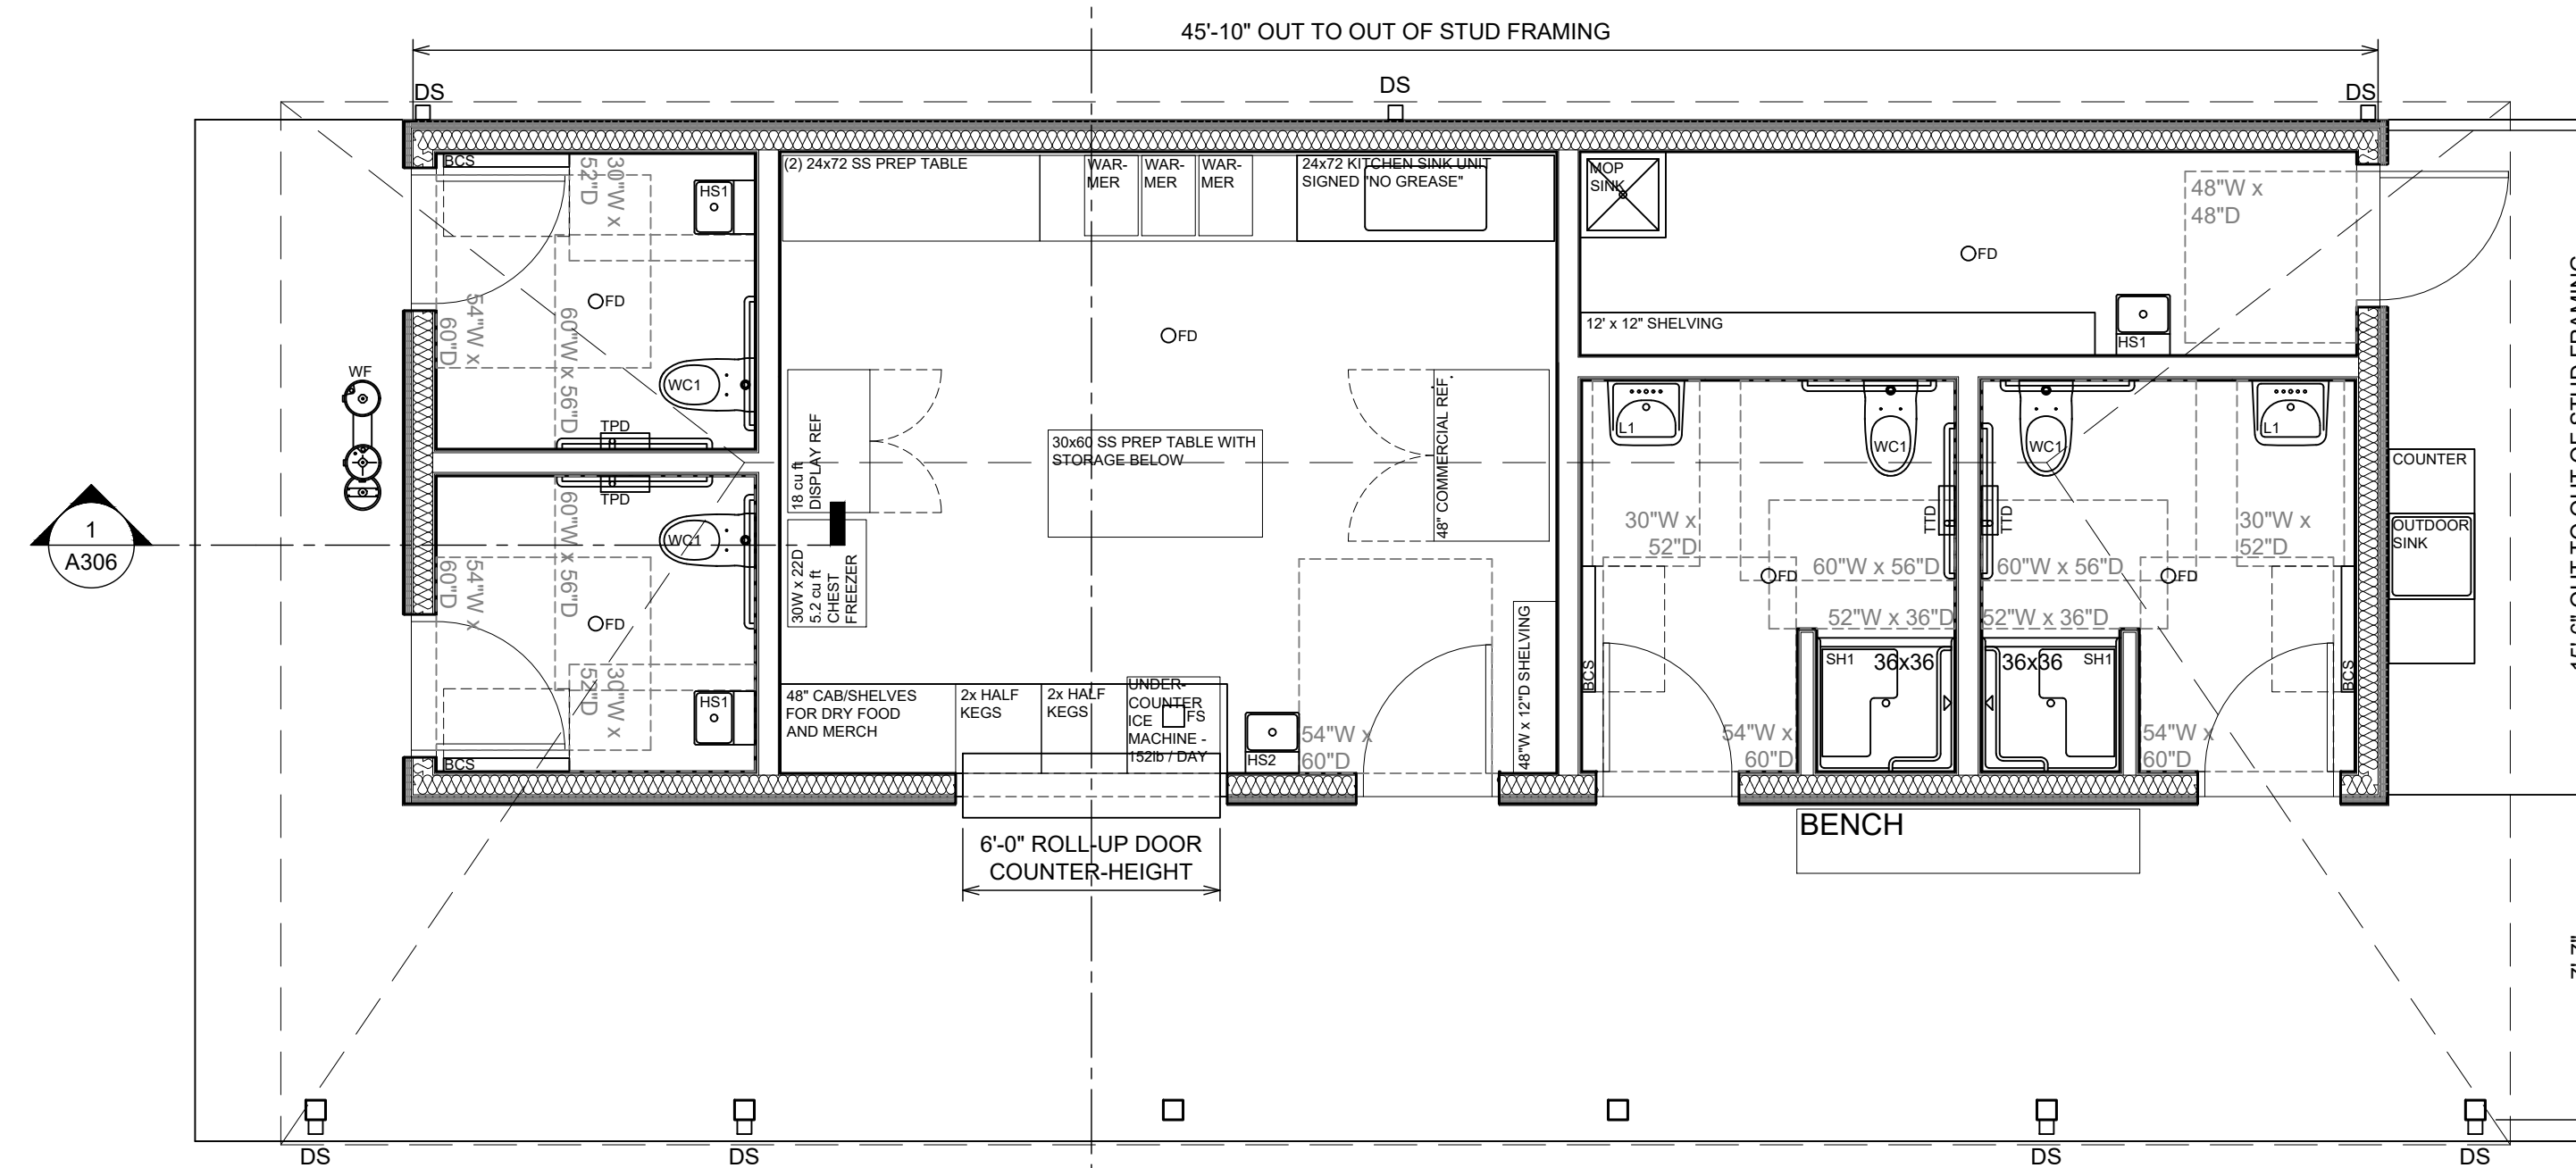 45'-10" OUT TO OUT OF STUD FRAMING
DS
DS
DS
BCS
30"W x
52"D
HS1
54"W x
60"D
FD
60"W x 56"D
WC1
TPD
WF
(2) 24x72 SS PREP TABLE
WAR-
MER
WAR-
MER
WAR-
MER
24x72 KITCHEN SINK UNIT
SIGNED "NO GREASE"
MOP
SINK
48"W x
48"D
FD
FD
12' x 12" SHELVING
HS1
18 cu ft
DISPLAY REF
30x60 SS PREP TABLE WITH
STORAGE BELOW
48" COMMERCIAL REF.
L1
WC1
WC1
L1
COUNTER
OUTDOOR
SINK
15'-6" OUT TO OUT OF STUD FRAMING
1
A306
TPD
60"W x 56"D
WC1
54"W x
60"D
FD
30"W x
52"D
HS1
BCS
30W x 22D
5.2 cu ft
CHEST
FREEZER
30"W x
52"D
TTD
TTD
30"W x
52"D
60"W x 56"D
60"W x 56"D
FD
FD
52"W x 36"D
52"W x 36"D
48"W x 12"D SHELVING
BCS
SH1
36x36
36x36
SH1
BCS
48" CAB/SHELVES
FOR DRY FOOD
AND MERCH
2x HALF
KEGS
2x HALF
KEGS
UNDER-
COUNTER
ICE
MACHINE -
152lb / DAY
FS
HS2
54"W x
60"D
54"W x
60"D
54"W x
60"D
6'-0" ROLL-UP DOOR
COUNTER-HEIGHT
BENCH
DS
DS
DS
DS